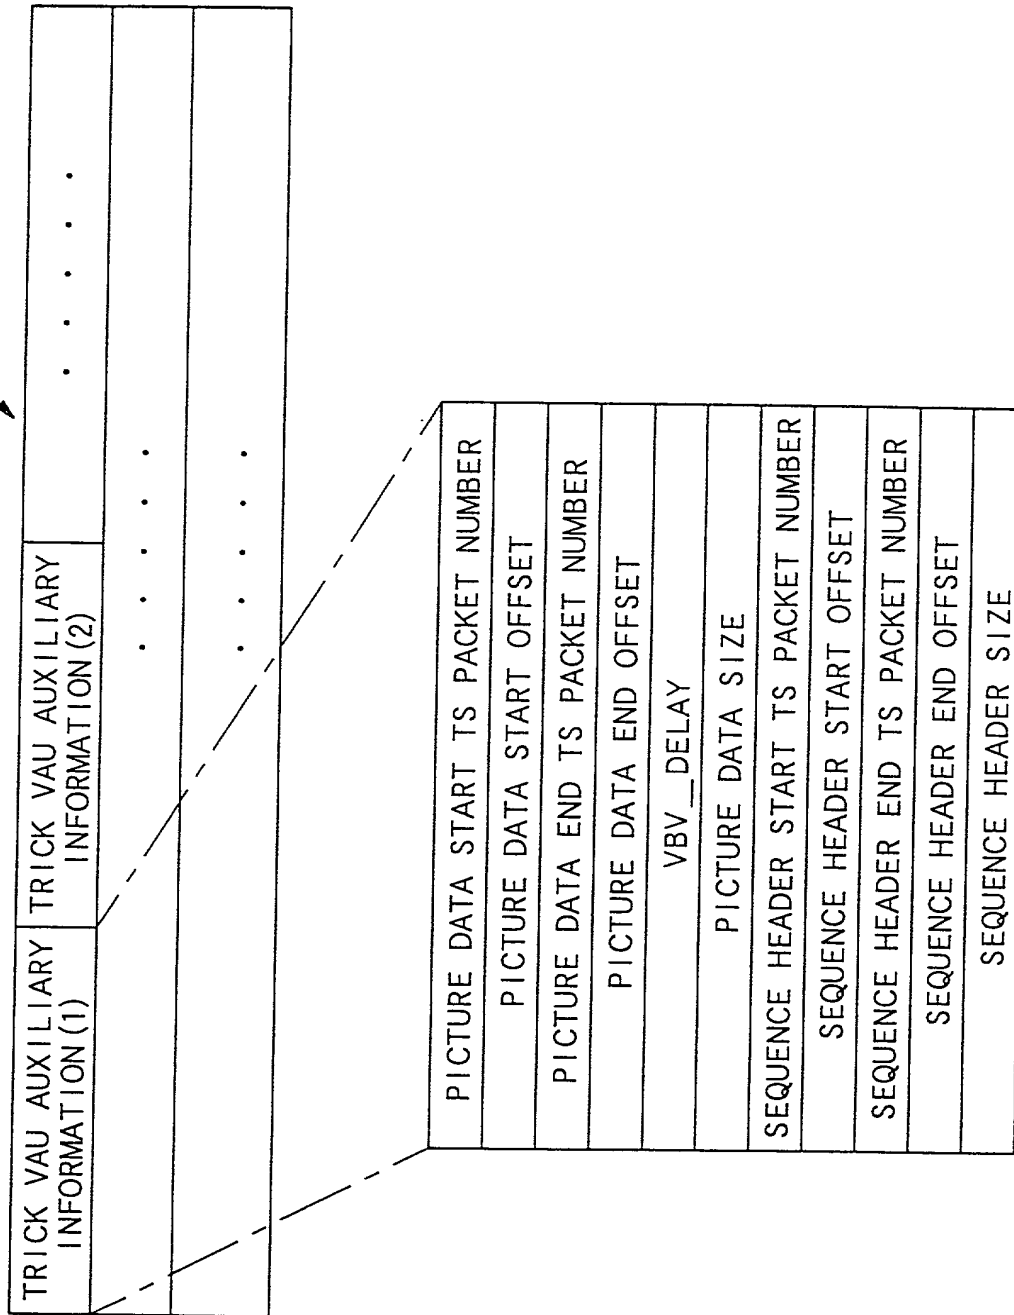 TRICK VAU AUXILIARY
INFORMATION(1)
TRICK VAU AUXILIARY
INFORMATION(2)
. . . . .
. . . . .
. . . . .
PICTURE DATA START TS PACKET NUMBER
PICTURE DATA START OFFSET
PICTURE DATA END TS PACKET NUMBER
PICTURE DATA END OFFSET
VBV_DELAY
PICTURE DATA SIZE
SEQUENCE HEADER START TS PACKET NUMBER
SEQUENCE HEADER START OFFSET
SEQUENCE HEADER END TS PACKET NUMBER
SEQUENCE HEADER END OFFSET
SEQUENCE HEADER SIZE